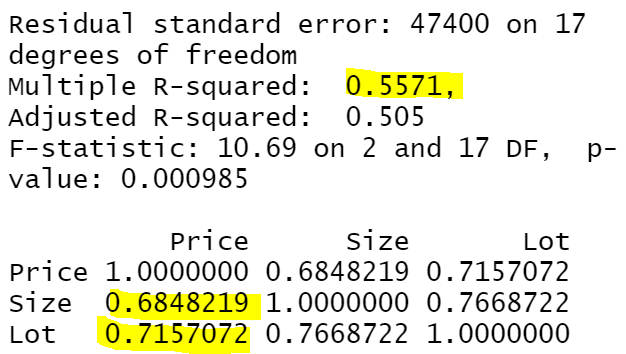 Residual standard error: 47400 on 17
degrees of freedom
Multiple R-squared:  0.5571,
Adjusted R-squared:  0.505
F-statistic: 10.69 on 2 and 17 DF,  p-
value: 0.000985
Price Size Lot
Price 1.0000000 0.6848219 0.7157072
Size 0.6848219 1.0000000 0.7668722
Lot 0.7157072 0.7668722 1.0000000